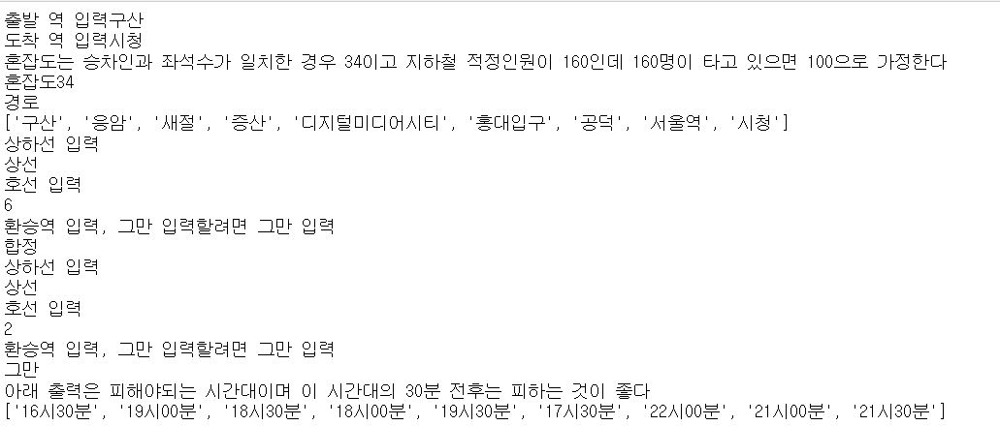 출발 역 입력구산
도착 역 입력시청
혼잡도는 승차인과 좌석수가 일치한 경우 34이고 지하철 적정인원이 160인데 160명이 타고 있으면 100으로 가정한다
혼잡도34
경로
['구산', '응암', '새절', '증산', '디지털미디어시티', '홍대입구', '공덕', '서울역', '시청']
상하선 입력
상선
호선 입력
6
환승역 입력, 그만 입력할려면 그만 입력
합정
상하선 입력
상선
호선 입력
2
환승역 입력, 그만 입력할려면 그만 입력
그만
아래 출력은 피해야되는 시간대이며 이 시간대의 30분 전후는 피하는 것이 좋다
['16시30분', '19시00분', '18시30분', '18시00분', '19시30분', '17시30분', '22시00분', '21시00분', '21시30분']